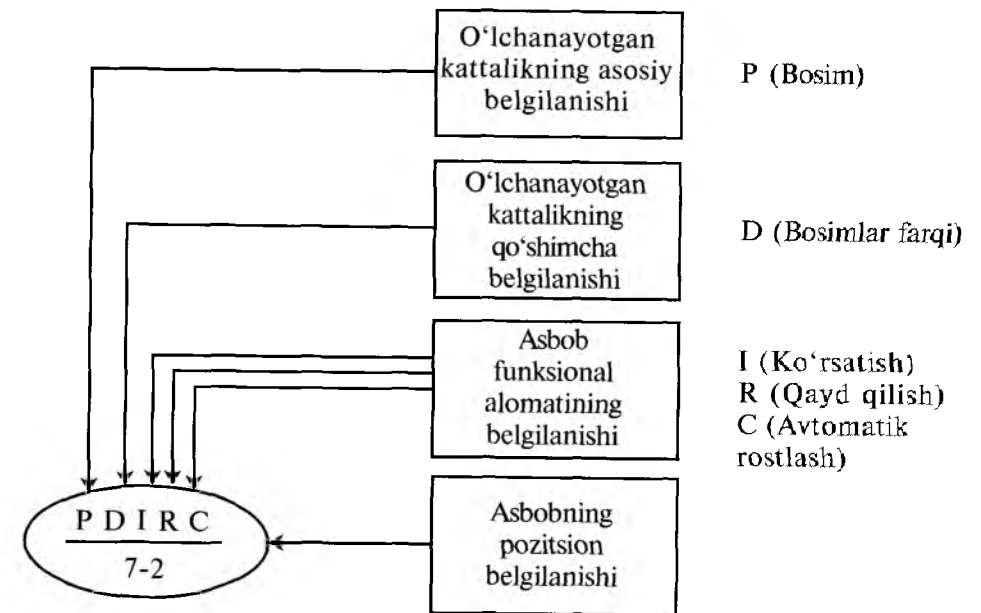 O‘lchanayotgan
kattalikning asosiy
belgilanishi
P (Bosim)
O‘lchanayotgan
kattalikning
qo‘shimcha
belgilanishi
D (Bosimlar farqi)
Asbob
funksional
alomatining
belgilanishi
I (Ko‘rsatish)
R (Qayd qilish)
C (Avtomatik
rostlash)
Asbobning
pozitsion
belgilanishi
P D I R C
7-2